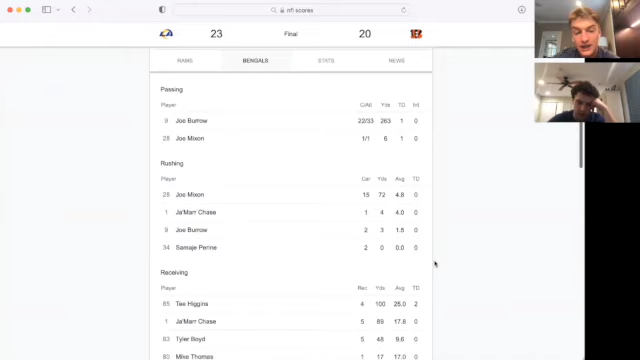 nfl scores
23 Final 20
RAMS BENGALS STATS NEWS
Passing
Player C/Att Yds TD Int
9 Joe Burrow 22/33 263 1 0
28 Joe Mixon 1/1 6 1 0
Rushing
Player Car Yds Avg TD
28 Joe Mixon 15 72 4.8 0
1 Ja'Marr Chase 1 4 4.0 0
9 Joe Burrow 2 3 1.5 0
34 Samaje Perine 2 0 0.0 0
Receiving
Player Rec Yds Avg TD
85 Tee Higgins 4 100 25.0 2
1 Ja'Marr Chase 5 89 17.8 0
83 Tyler Boyd 5 48 9.6 0
80 Mike Thomas 1 17 17.0 0